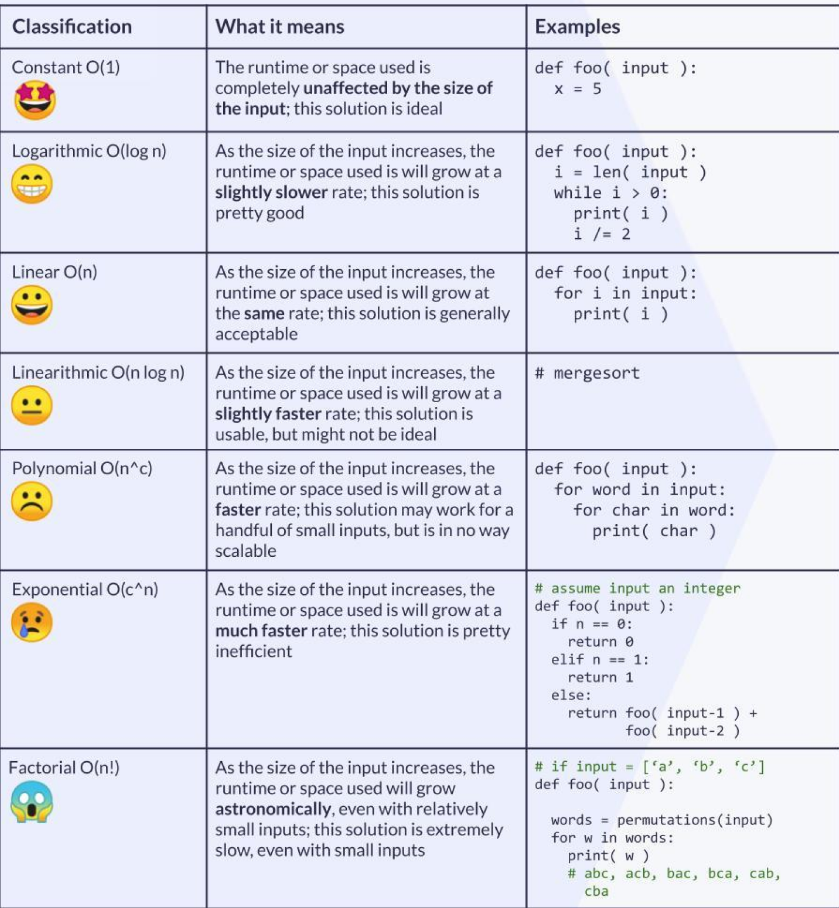 Classification
What it means
Examples
Constant O(1)
The runtime or space used is
completely unaffected by the size of
the input; this solution is ideal
def foo( input ):
  x = 5
Logarithmic O(log n)
As the size of the input increases, the
runtime or space used is will grow at a
slightly slower rate; this solution is
pretty good
def foo( input ):
  i = len( input )
  while i > 0:
    print( i )
    i /= 2
Linear O(n)
As the size of the input increases, the
runtime or space used is will grow at
the same rate; this solution is generally
acceptable
def foo( input ):
  for i in input:
    print( i )
Linearithmic O(n log n)
As the size of the input increases, the
runtime or space used is will grow at a
slightly faster rate; this solution is
usable, but might not be ideal
# mergesort
Polynomial O(n^c)
As the size of the input increases, the
runtime or space used is will grow at a
faster rate; this solution may work for a
handful of small inputs, but is in no way
scalable
def foo( input ):
  for word in input:
    for char in word:
      print( char )
Exponential O(c^n)
As the size of the input increases, the
runtime or space used is will grow at a
much faster rate; this solution is pretty
inefficient
# assume input an integer
def foo( input ):
  if n == 0:
    return 0
  elif n == 1:
    return 1
  else:
    return foo( input-1 ) +
           foo( input-2 )
Factorial O(n!)
As the size of the input increases, the
runtime or space used will grow
astronomically, even with relatively
small inputs; this solution is extremely
slow, even with small inputs
# if input = [‘a’, ‘b’, ‘c’]
def foo( input ):
  words = permutations(input)
  for w in words:
    print( w )
    # abc, acb, bac, bca, cab,
      cba